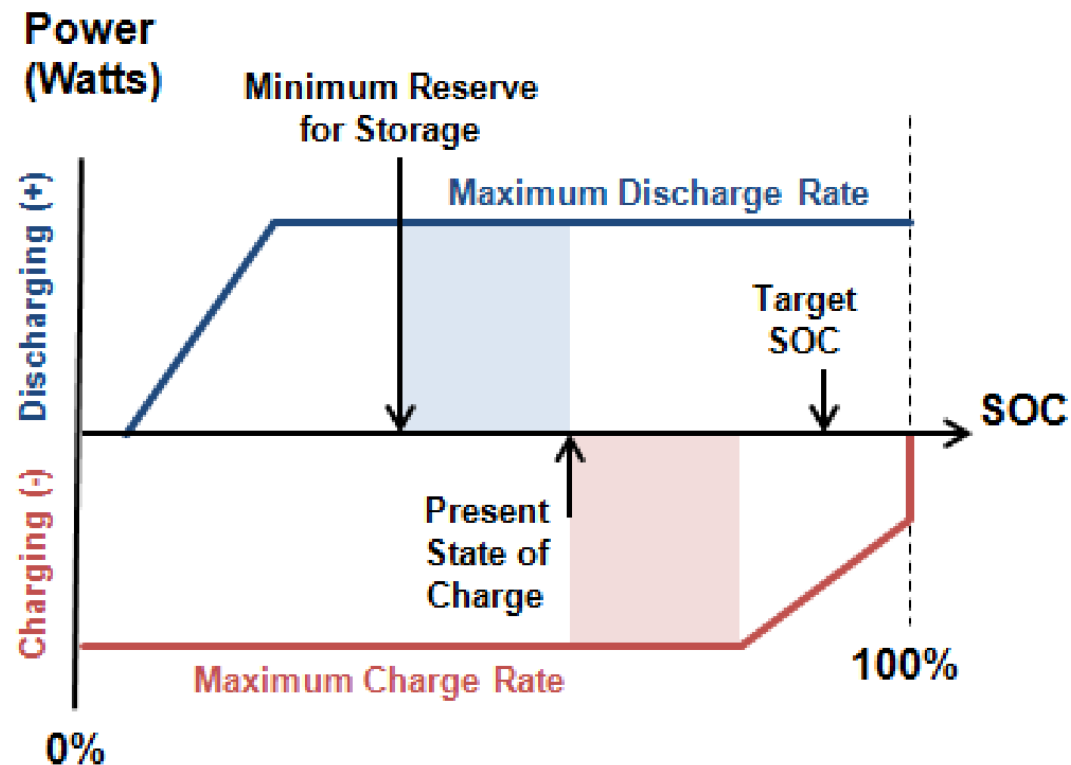 Power
(Watts)
Minimum Reserve
for Storage
Discharging (+)
Maximum Discharge Rate
Target
SOC
SOC
Charging (-)
Present
State of
Charge
Maximum Charge Rate
100%
0%